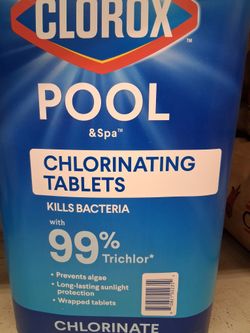 CLOROX
POOL
&Spa™
CHLORINATING
TABLETS
KILLS BACTERIA
with
99%
Trichlor*
• Prevents algae
• Long-lasting sunlight
protection
• Wrapped tablets
CHLORINATE